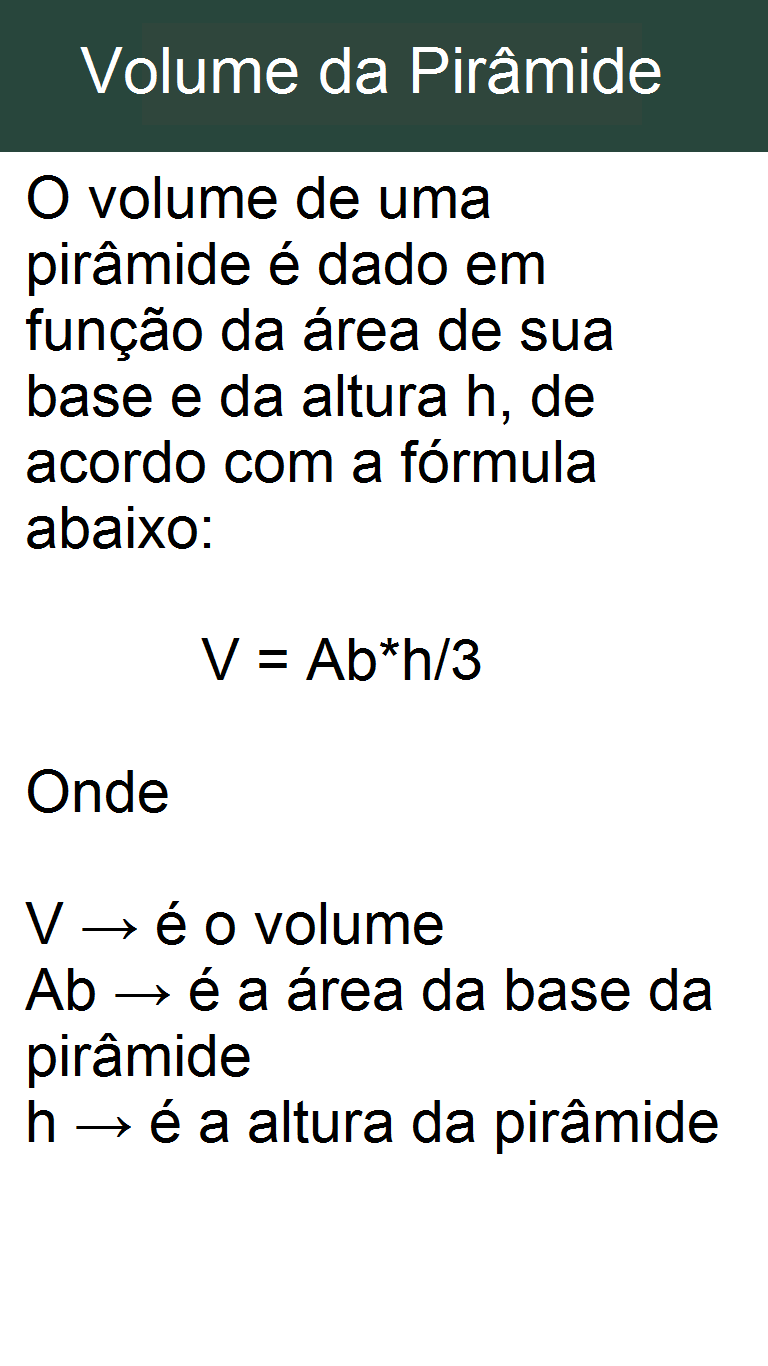 Volume da Pirâmide
O volume de uma
pirâmide é dado em
função da área de sua
base e da altura h, de
acordo com a fórmula
abaixo:
V = Ab*h/3
Onde
V → é o volume
Ab → é a área da base da
pirâmide
h → é a altura da pirâmide